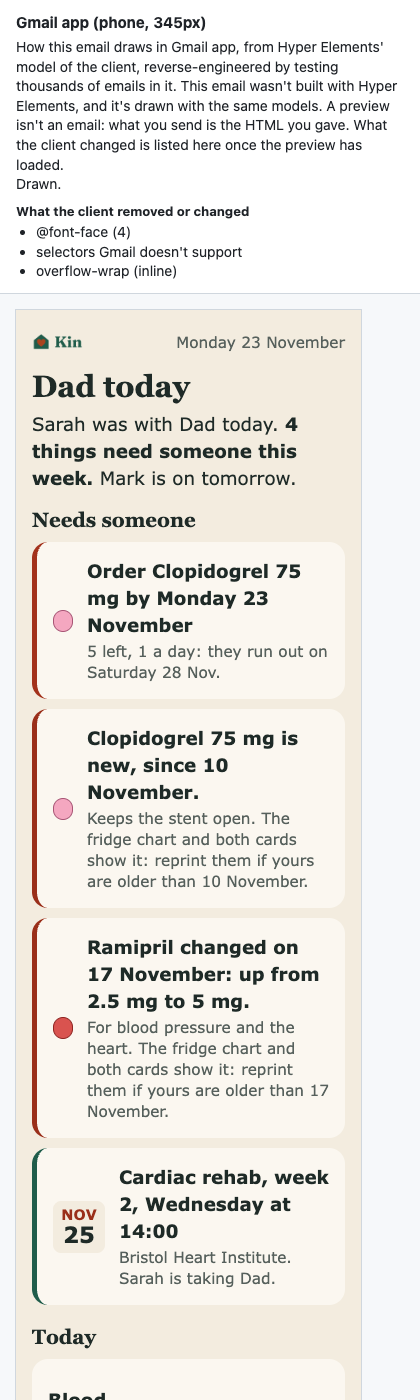 Gmail app (phone, 345px)
How this email draws in Gmail app, from Hyper Elements'
model of the client, reverse-engineered by testing
thousands of emails in it. This email wasn't built with Hyper
Elements, and it's drawn with the same models. A preview
isn't an email: what you send is the HTML you gave. What
the client changed is listed here once the preview has
loaded.
Drawn.
What the client removed or changed
• @font-face (4)
• selectors Gmail doesn't support
• overflow-wrap (inline)
Kin
Monday 23 November
Dad today
Sarah was with Dad today. 4
things need someone this
week. Mark is on tomorrow.
Needs someone
Order Clopidogrel 75
mg by Monday 23
November
5 left, 1 a day: they run out on
Saturday 28 Nov.
Clopidogrel 75 mg is
new, since 10
November.
Keeps the stent open. The
fridge chart and both cards
show it: reprint them if yours
are older than 10 November.
Ramipril changed on
17 November: up from
2.5 mg to 5 mg.
For blood pressure and the
heart. The fridge chart and
both cards show it: reprint
them if yours are older than 17
November.
NOV
25
Cardiac rehab, week
2, Wednesday at
14:00
Bristol Heart Institute.
Sarah is taking Dad.
Today
Blood